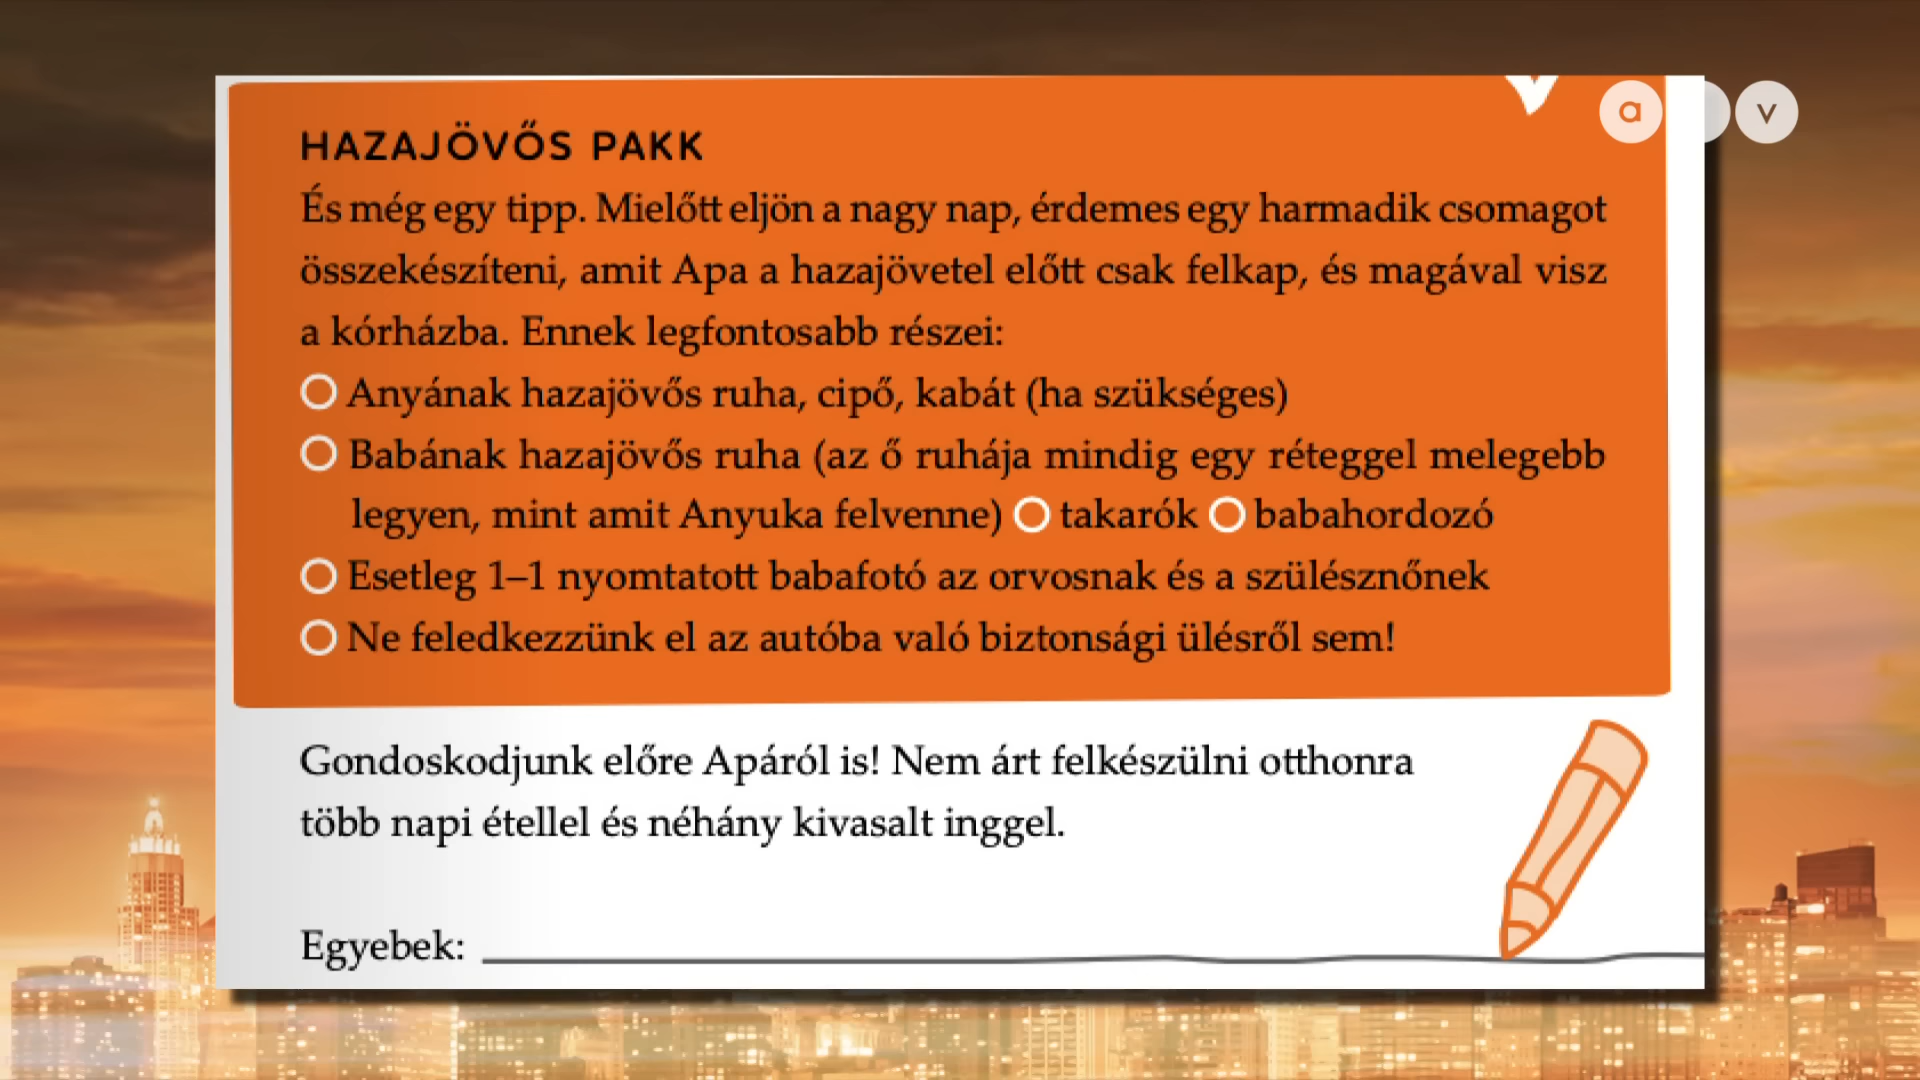 a v
HAZAJÖVŐS PAKK
És még egy tipp. Mielőtt eljön a nagy nap, érdemes egy harmadik csomagot
összekészíteni, amit Apa a hazajövetel előtt csak felkap, és magával visz
a kórházba. Ennek legfontosabb részei:
Anyának hazajövős ruha, cipő, kabát (ha szükséges)
Babának hazajövős ruha (az ő ruhája mindig egy réteggel melegebb
legyen, mint amit Anyuka felvenne) takarók babahordozó
Esetleg 1–1 nyomtatott babafotó az orvosnak és a szülésznőnek
Ne feledkezzünk el az autóba való biztonsági ülésről sem!
Gondoskodjunk előre Apáról is! Nem árt felkészülni otthonra
több napi étellel és néhány kivasalt inggel.
Egyebek: